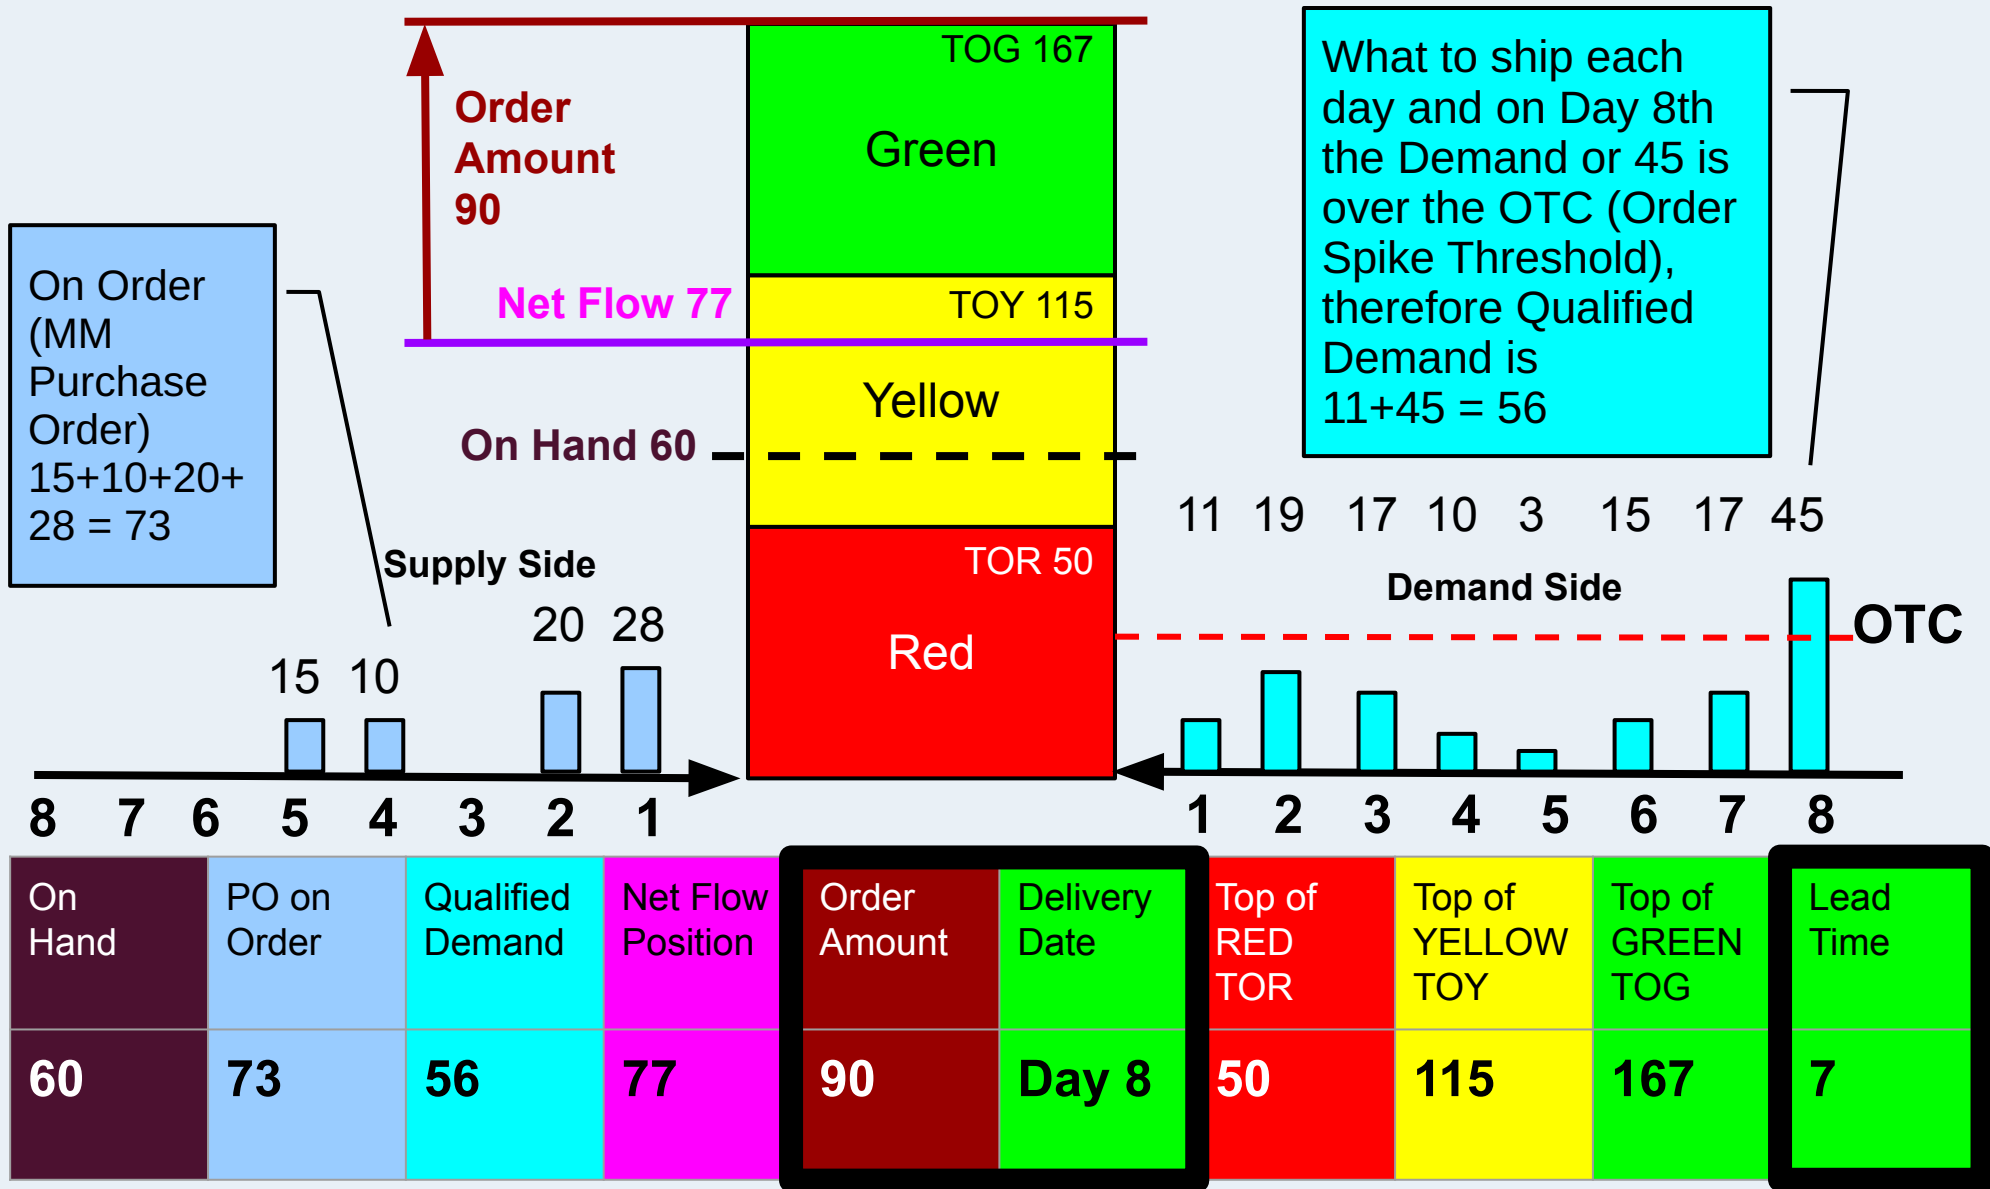 TOG 167
Order
Amount
90
Green
What to ship each
day and on Day 8th
the Demand or 45 is
over the OTC (Order
Spike Threshold),
therefore Qualified
Demand is
11+45 = 56
On Order
(MM
Purchase
Order)
15+10+20+
28 = 73
Net Flow 77
TOY 115
Yellow
On Hand 60
11 19 17 10 3 15 17 45
Supply Side
TOR 50
Demand Side
20 28
OTC
Red
15 10
8 7 6 5 4 3 2 1
1 2 3 4 5 6 7 8
On
Hand
PO on
Order
Qualified
Demand
Net Flow
Position
Order
Amount
Delivery
Date
Top of
RED
TOR
Top of
YELLOW
TOY
Top of
GREEN
TOG
Lead
Time
60 73 56 77 90 Day 8 50 115 167 7